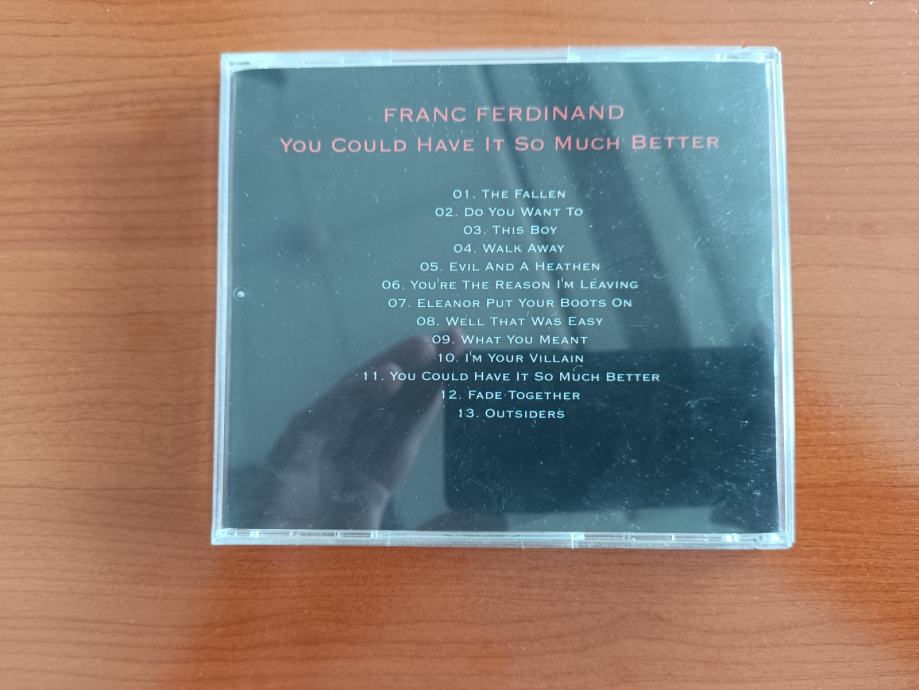 FRANC FERDINAND
YOU COULD HAVE IT SO MUCH BETTER
01. THE FALLEN
02. DO YOU WANT TO
03. THIS BOY
04. WALK AWAY
05. EVIL AND A HEATHEN
06. YOU'RE THE REASON I'M LEAVING
07. ELEANOR PUT YOUR BOOTS ON
08. WELL THAT WAS EASY
09. WHAT YOU MEANT
10. I'M YOUR VILLAIN
11. YOU COULD HAVE IT SO MUCH BETTER
12. FADE TOGETHER
13. OUTSIDERS